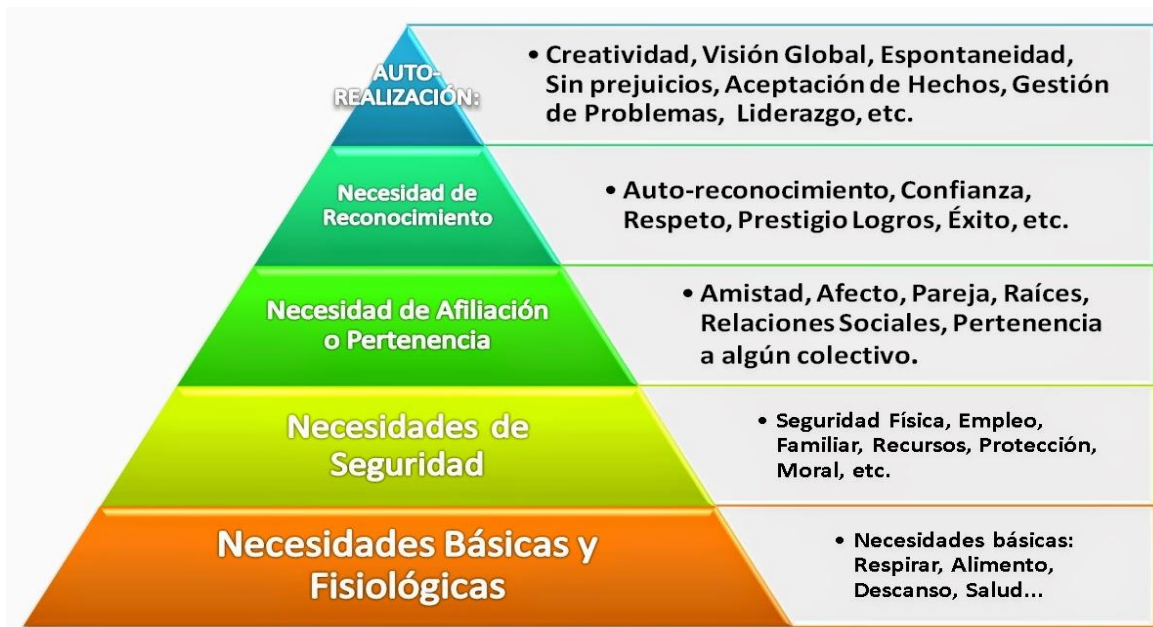 AUTO-
REALIZACIÓN:
• Creatividad, Visión Global, Espontaneidad,
Sin prejuicios, Aceptación de Hechos, Gestión
de Problemas, Liderazgo, etc.
Necesidad de
Reconocimiento
• Auto-reconocimiento, Confianza,
Respeto, Prestigio Logros, Éxito, etc.
Necesidad de Afiliación
o Pertenencia
• Amistad, Afecto, Pareja, Raíces,
Relaciones Sociales, Pertenencia
a algún colectivo.
Necesidades de
Seguridad
• Seguridad Física, Empleo,
Familiar, Recursos, Protección,
Moral, etc.
Necesidades Básicas y
Fisiológicas
• Necesidades básicas:
Respirar, Alimento,
Descanso, Salud...